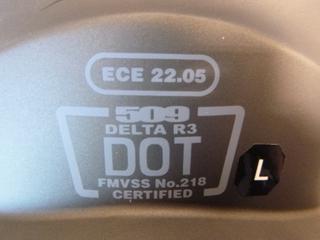 ECE 22.05
509
DELTA R3
DOT
FMVSS No.218
CERTIFIED
L